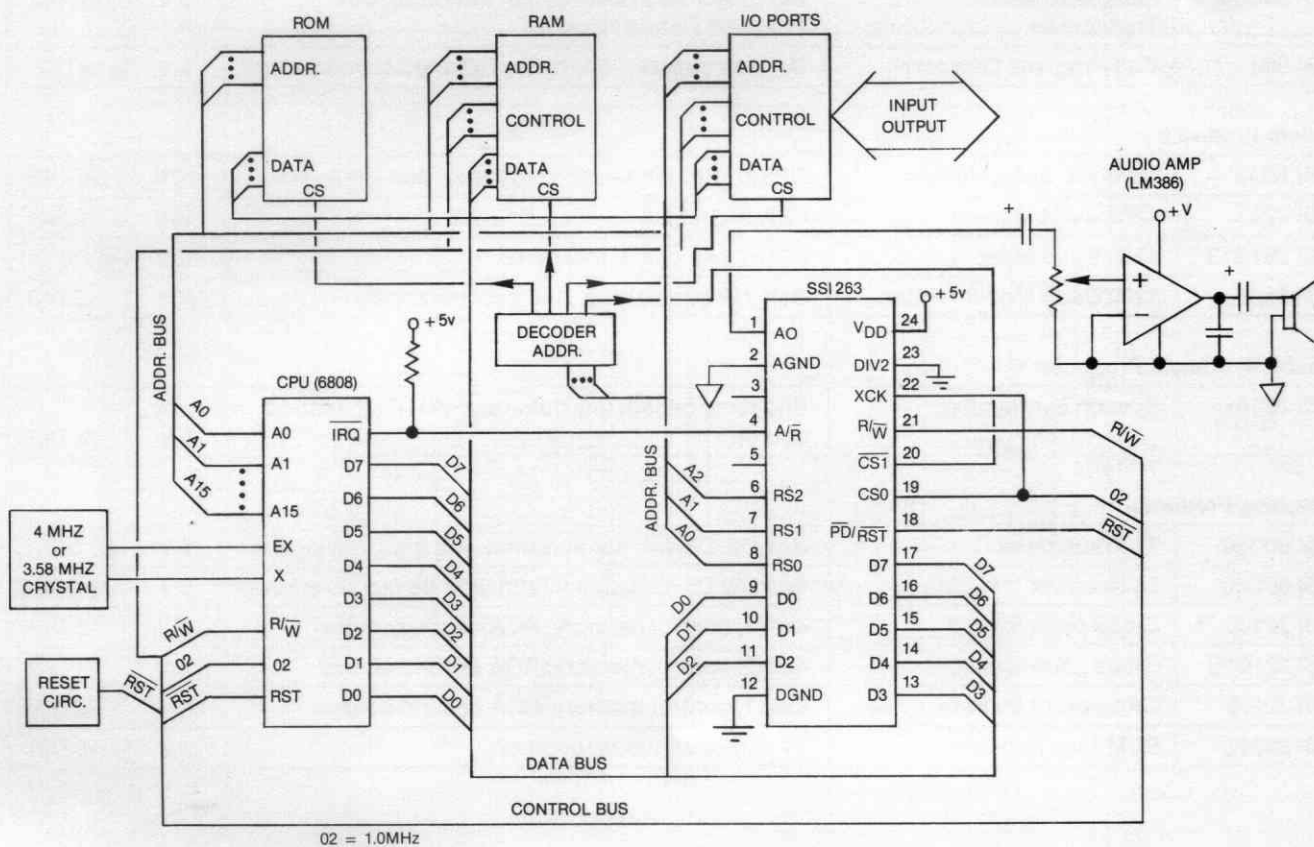 ROM
RAM
I/O PORTS
ADDR.
DATA
CS
ADDR.
CONTROL
DATA
CS
ADDR.
CONTROL
DATA
CS
INPUT
OUTPUT
AUDIO AMP
(LM386)
+V
+
+
+
−
ADDR. BUS
+5v
DECODER
ADDR.
SSI 263
+5v
CPU (6808)
A0
A1
A15
A0
A1
A15
EX
X
R/W̅
02
RST
I̅R̅Q̅
D7
D6
D5
D4
D3
D2
D1
D0
D7
D6
D5
D4
D3
D2
D1
D0
4 MHZ
or
3.58 MHZ
CRYSTAL
RESET
CIRC.
R/W̅
02
R̅S̅T̅
R̅S̅T̅
ADDR. BUS
A2
A1
A0
D0
D1
D2
1 AO
2 AGND
3
4 A/R̅
5
6 RS2
7 RS1
8 RS0
9 D0
10 D1
11 D2
12 DGND
VDD 24
DIV2 23
XCK 22
R/W̅ 21
C̅S̅1̅ 20
CS0 19
P̅D̅/R̅S̅T̅ 18
D7 17
D6 16
D5 15
D4 14
D3 13
R/W̅
02
R̅S̅T̅
D7
D6
D5
D4
D3
DATA BUS
CONTROL BUS
02 = 1.0MHz